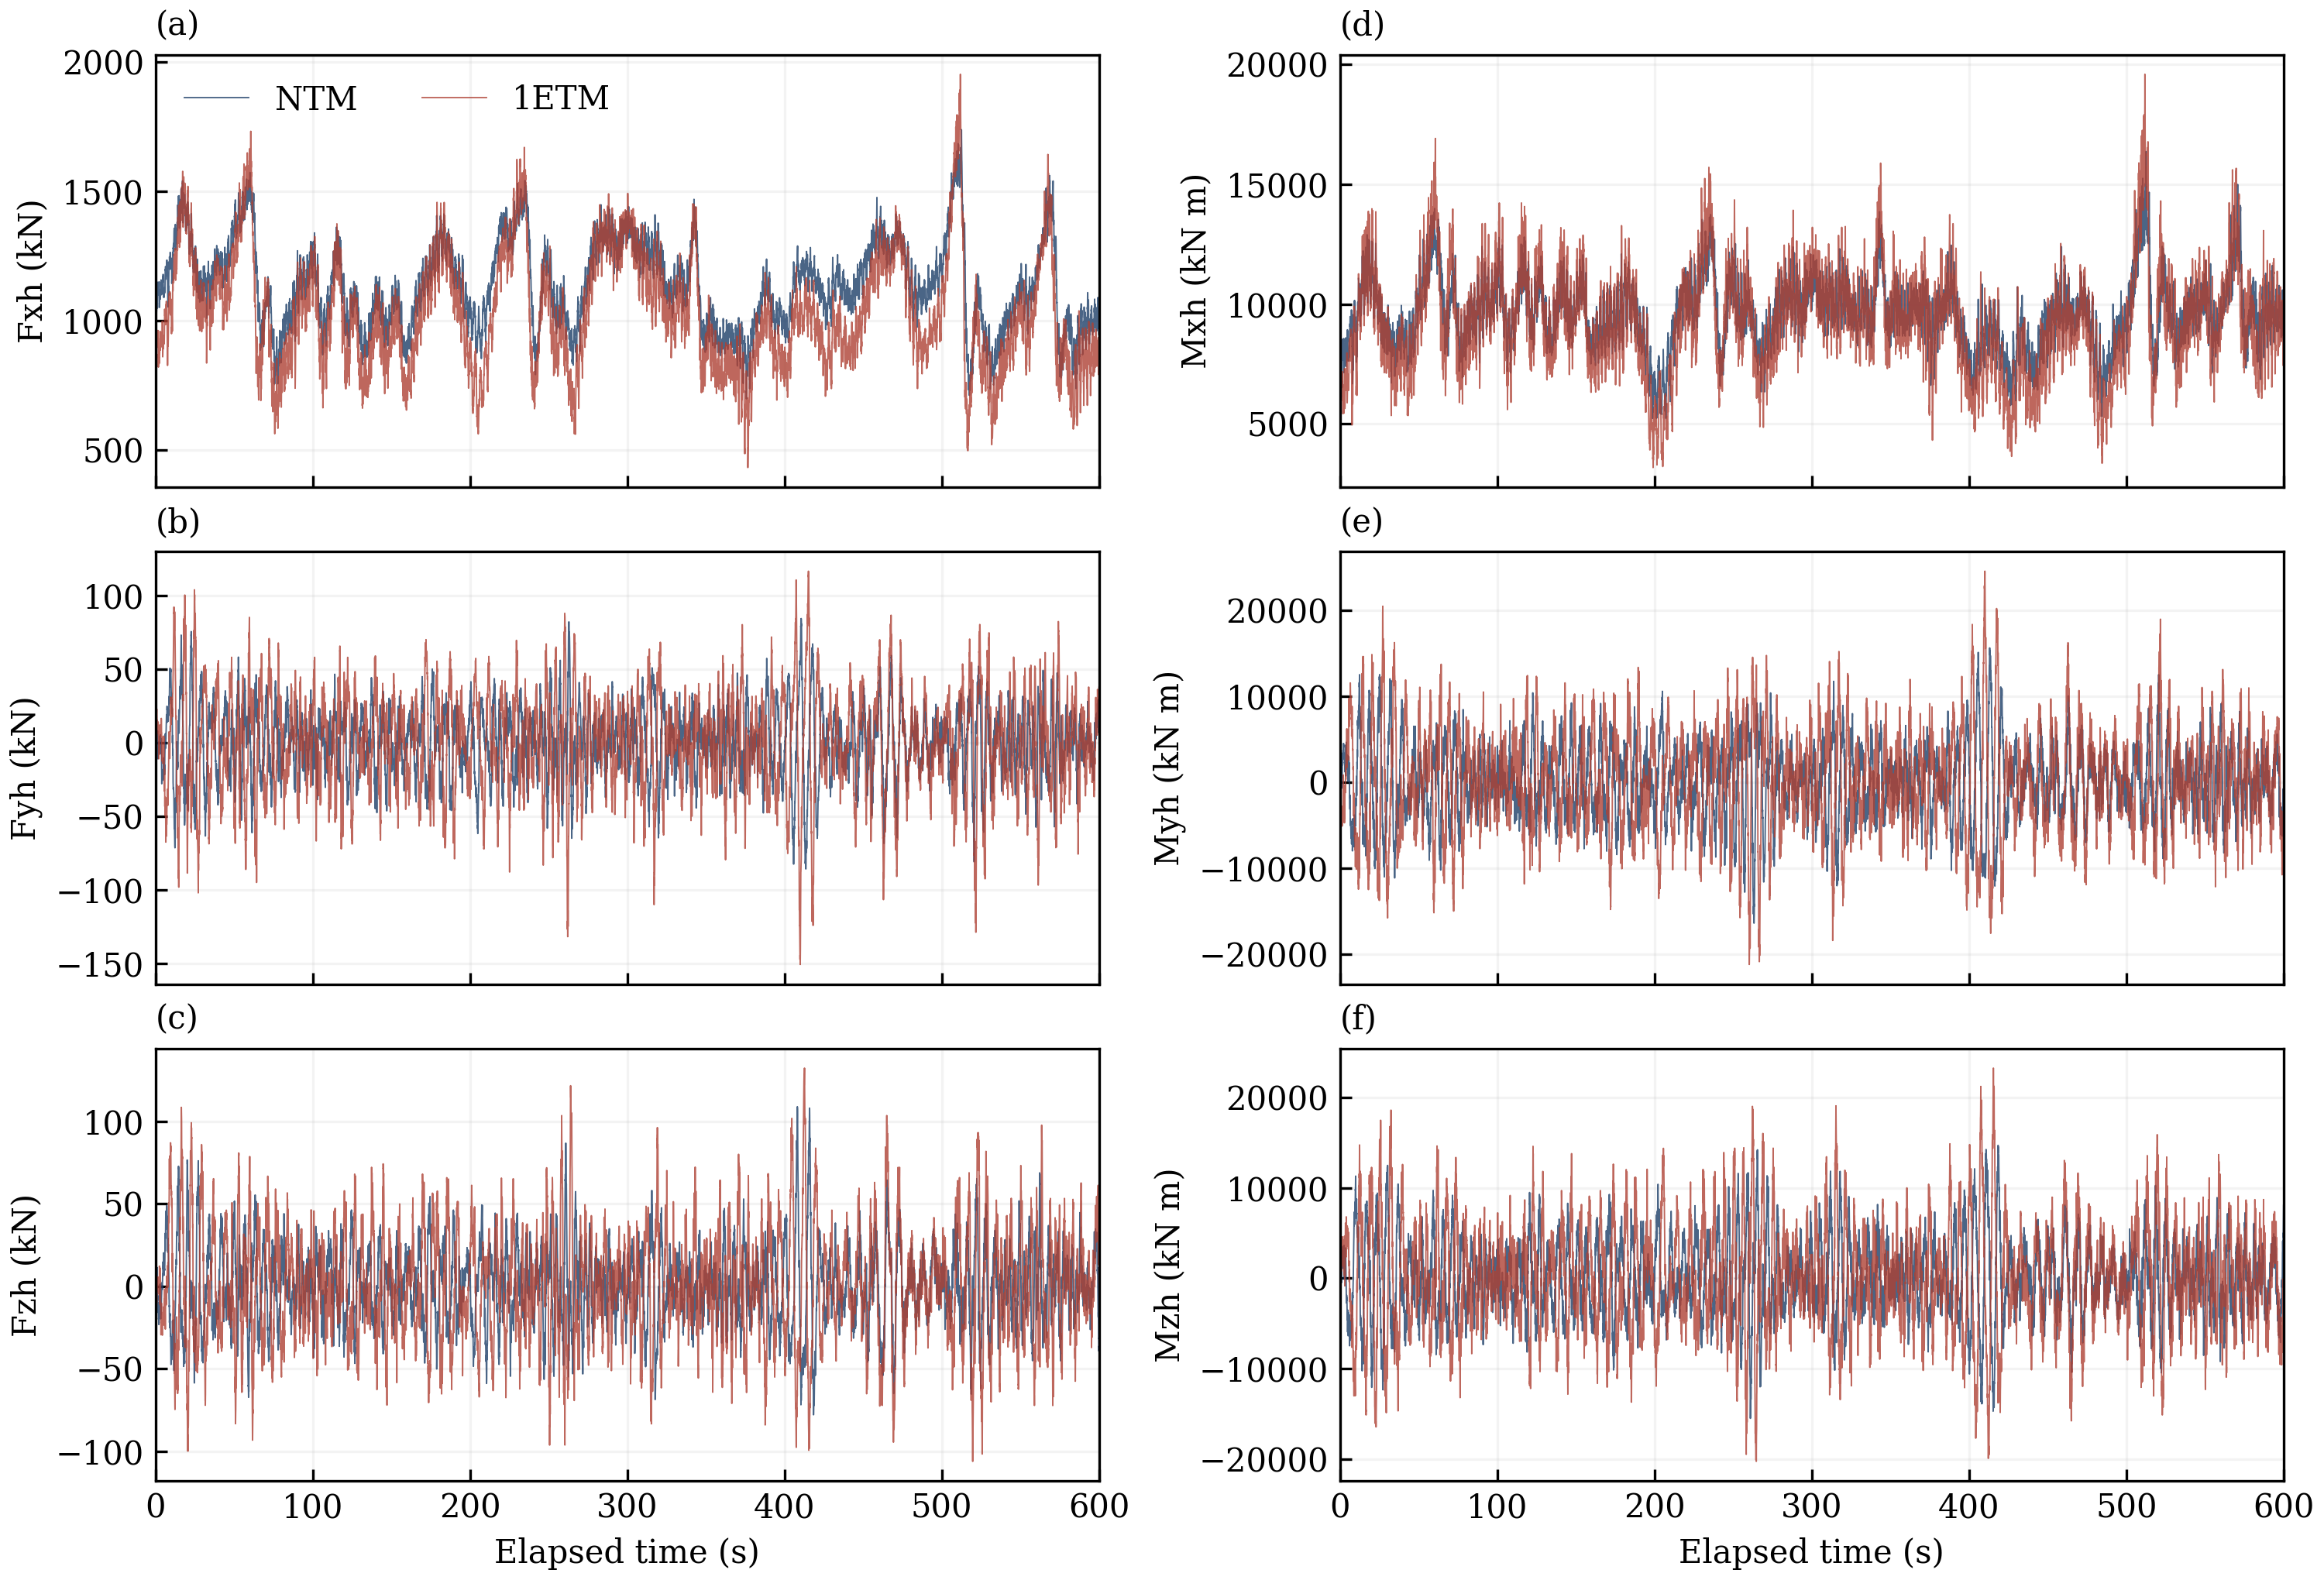 (a)
2000
1500
1000
500
Fxh (kN)
NTM
1ETM
(d)
20000
15000
10000
5000
Mxh (kN m)
(b)
100
50
0
−50
−100
−150
Fyh (kN)
(e)
20000
10000
0
−10000
−20000
Myh (kN m)
(c)
100
50
0
−50
−100
Fzh (kN)
0 100 200 300 400 500 600
Elapsed time (s)
(f)
20000
10000
0
−10000
−20000
Mzh (kN m)
0 100 200 300 400 500 600
Elapsed time (s)